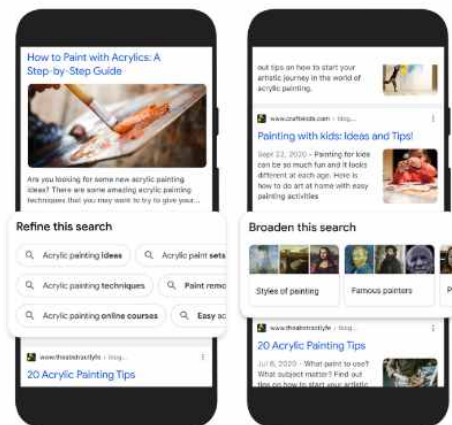 How to Paint with Acrylics: A
Step-by-Step Guide
Are you looking for some new acrylic painting
ideas? There are some amazing acrylic painting
techniques that you may want to try to give your...
Refine this search
Acrylic painting ideas
Acrylic paint sets
Acrylic painting techniques
Paint remo
Acrylic painting online courses
Easy ac
www.theabstractlyfe › blog...
20 Acrylic Painting Tips
out tips on how to start your
artistic journey in the world of
acrylic painting.
www.craftykids.com › blog...
Painting with kids: Ideas and Tips!
Sept 22, 2020 - Painting for kids
can be so much fun and it looks
different at each age. Here is
how to do art at home with easy
painting activities
Broaden this search
Styles of painting
Famous painters
P
www.theabstractlyfe › blog...
20 Acrylic Painting Tips
Jul 6, 2020 - What paint to use?
What subject matter? Find out
tips on how to start your artistic